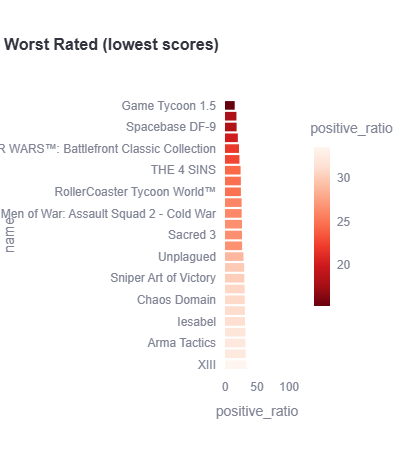 Worst Rated (lowest scores)
positive_ratio
Game Tycoon 1.5
Spacebase DF-9
R WARS™: Battlefront Classic Collection
THE 4 SINS
RollerCoaster Tycoon World™
Men of War: Assault Squad 2 - Cold War
Sacred 3
Unplagued
Sniper Art of Victory
Chaos Domain
Iesabel
Arma Tactics
XIII
name
30
25
20
0 50 100
positive_ratio